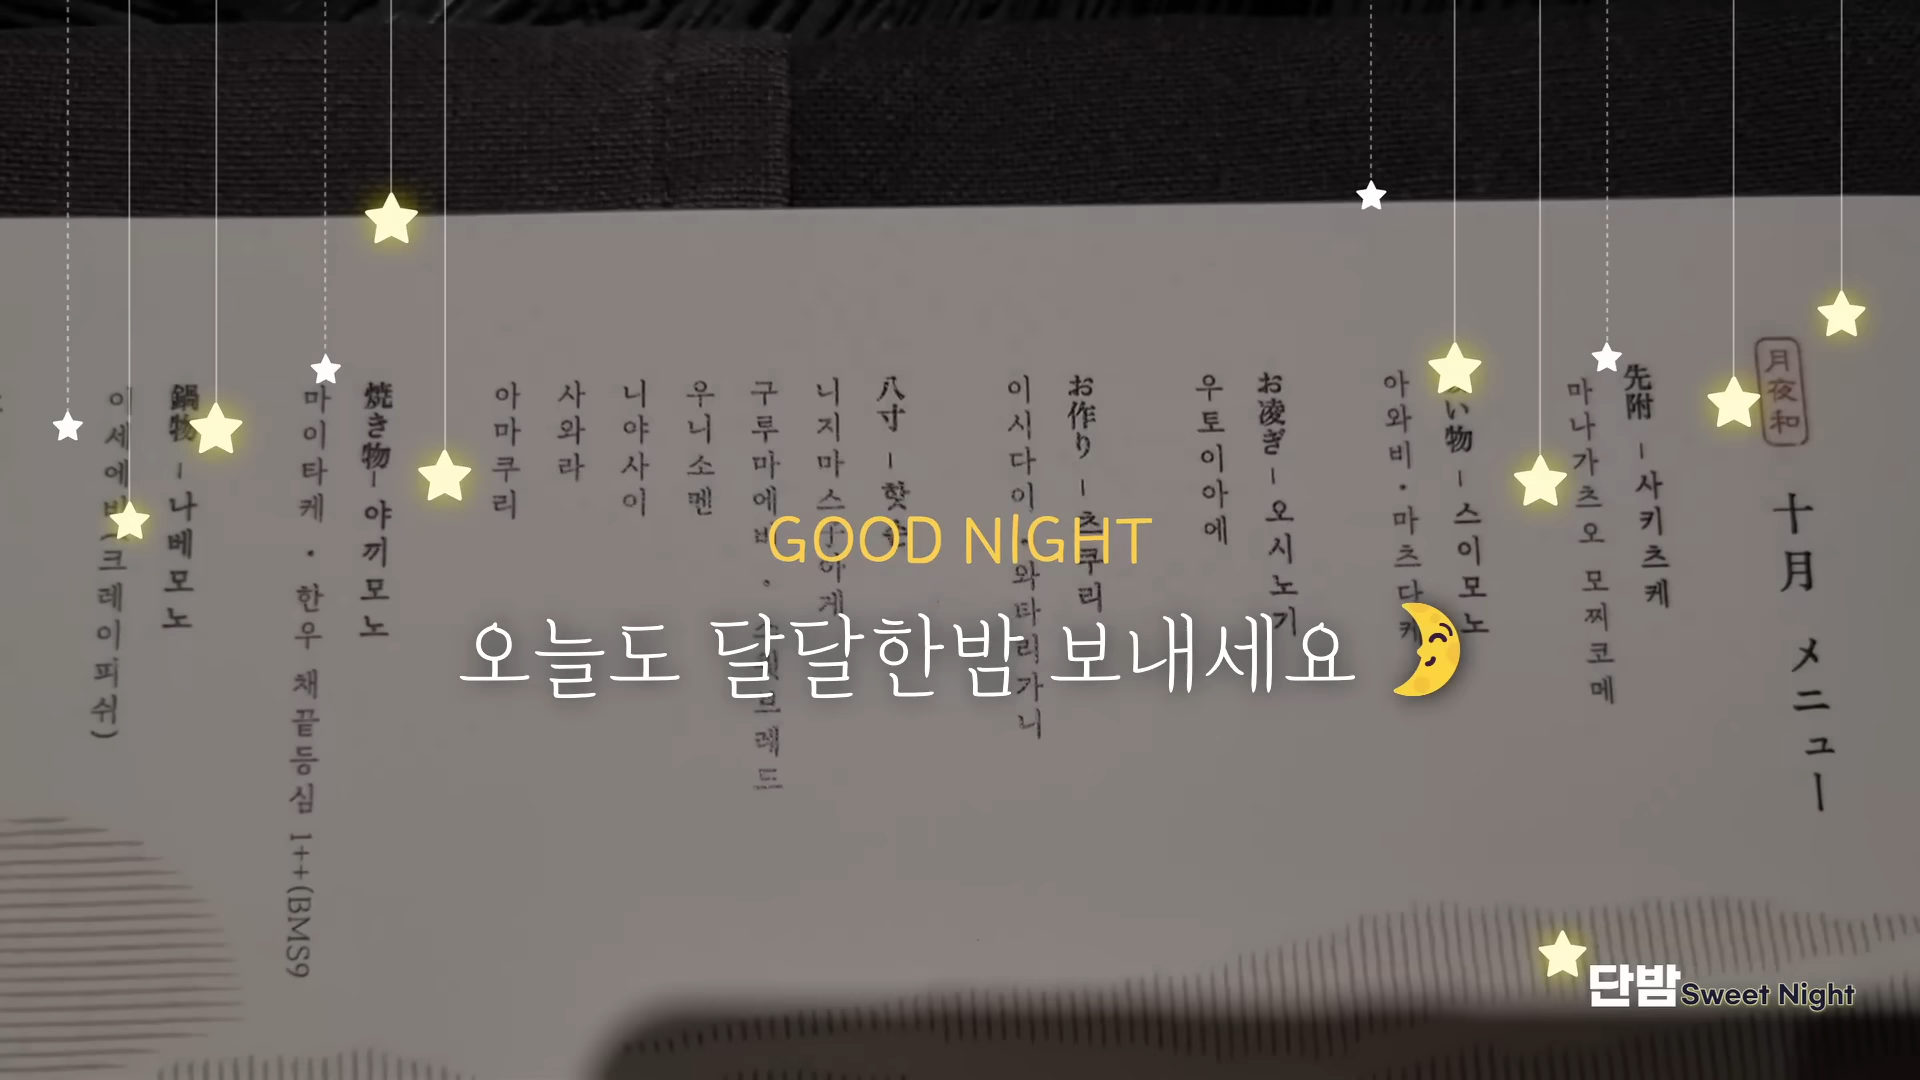 GOOD NIGHT
오늘도 달달한밤 보내세요
단밤 Sweet Night
月夜和
十月 メニュー
先附 - 사키츠케
마나가츠오 모찌코메
い物 - 스이모노
아와비 · 마츠다케
お凌ぎ - 오시노기
우토이아에
お作り - 츠쿠리
이시다이 · 와타리가니
八寸 - 핫슨
니지마스
구루마에비 ·
우니소멘
니야사이
사와라
아마쿠리
焼き物 - 야끼모노
마이타케 · 한우 채끝등심 1++(BMS9
鍋物 - 나베모노
이세에비(크레이피쉬)